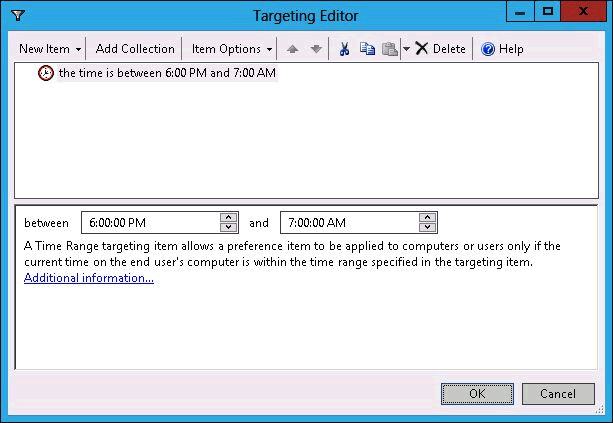 Targeting Editor
New Item Add Collection Item Options Delete Help
the time is between 6:00 PM and 7:00 AM
between 6:00:00 PM and 7:00:00 AM
A Time Range targeting item allows a preference item to be applied to computers or users only if the
current time on the end user's computer is within the time range specified in the targeting item.
Additional information...
OK Cancel